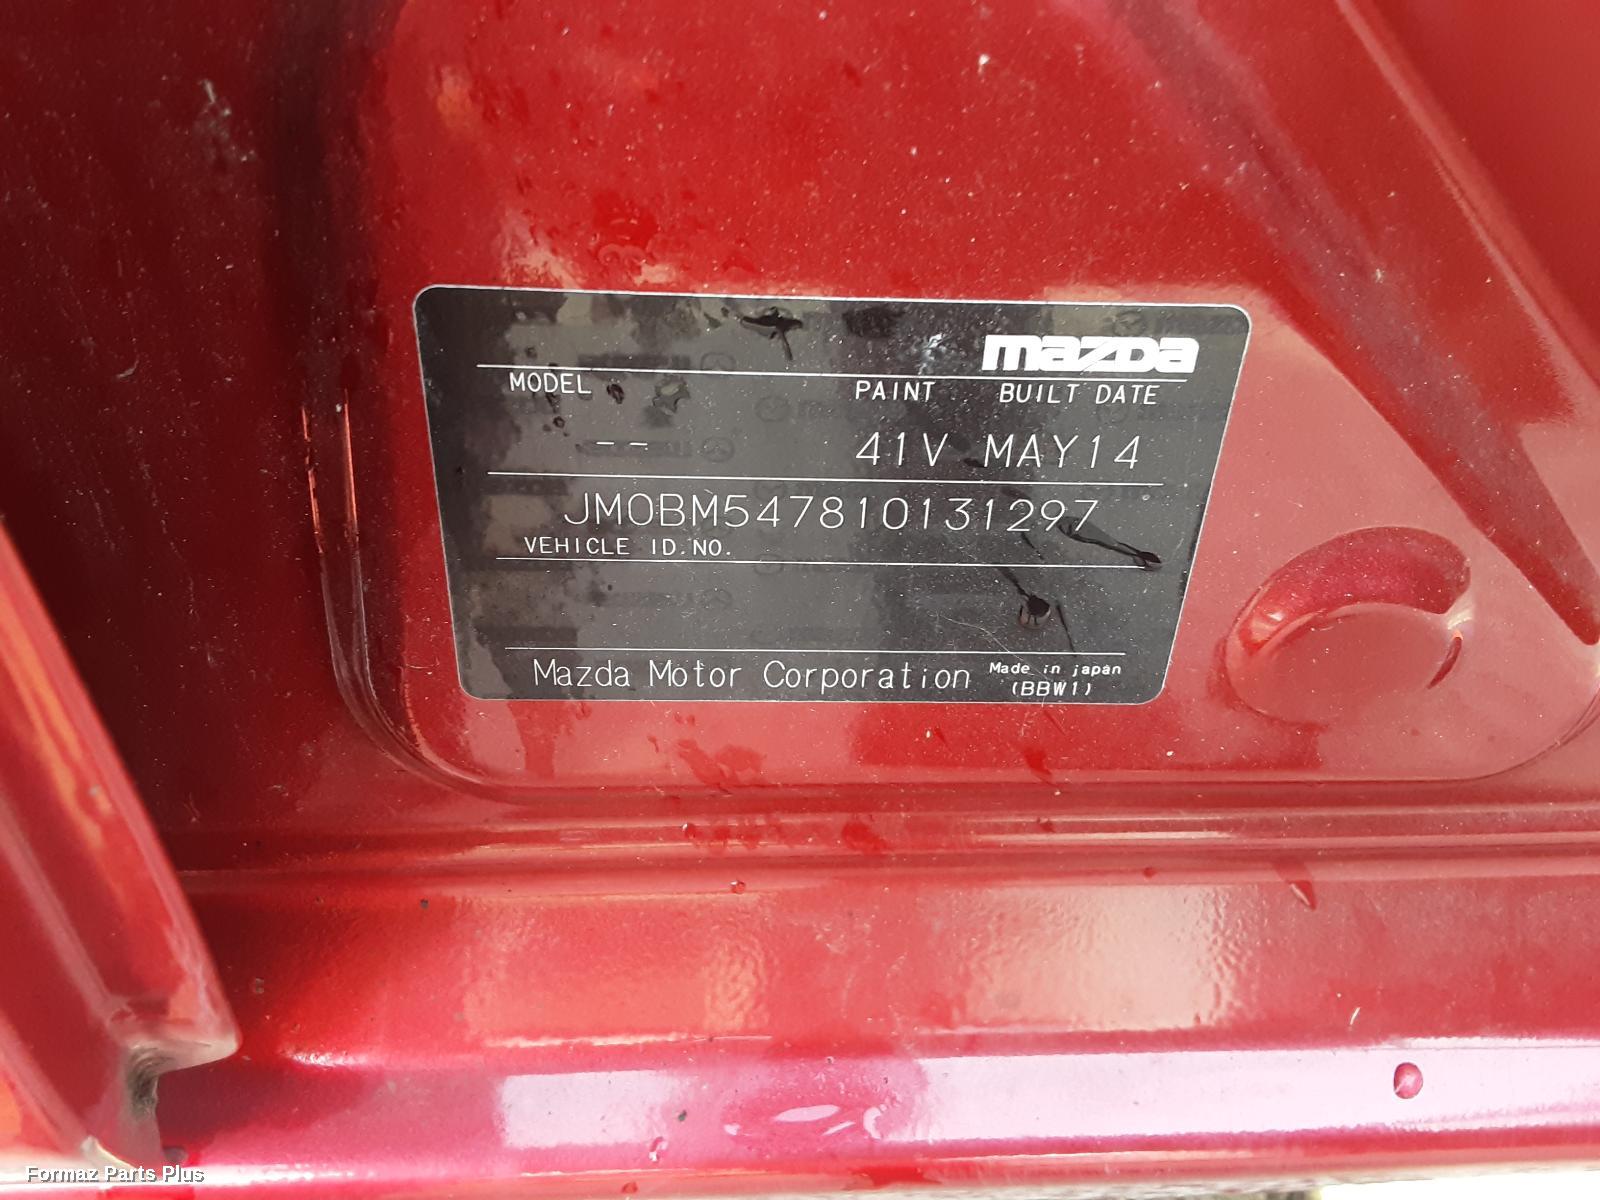 mazda
MODEL PAINT BUILT DATE
-- 41V MAY14
JM0BM547810131297
VEHICLE ID.NO.
Mazda Motor Corporation Made in japan
(BBW1)
Formaz Parts Plus